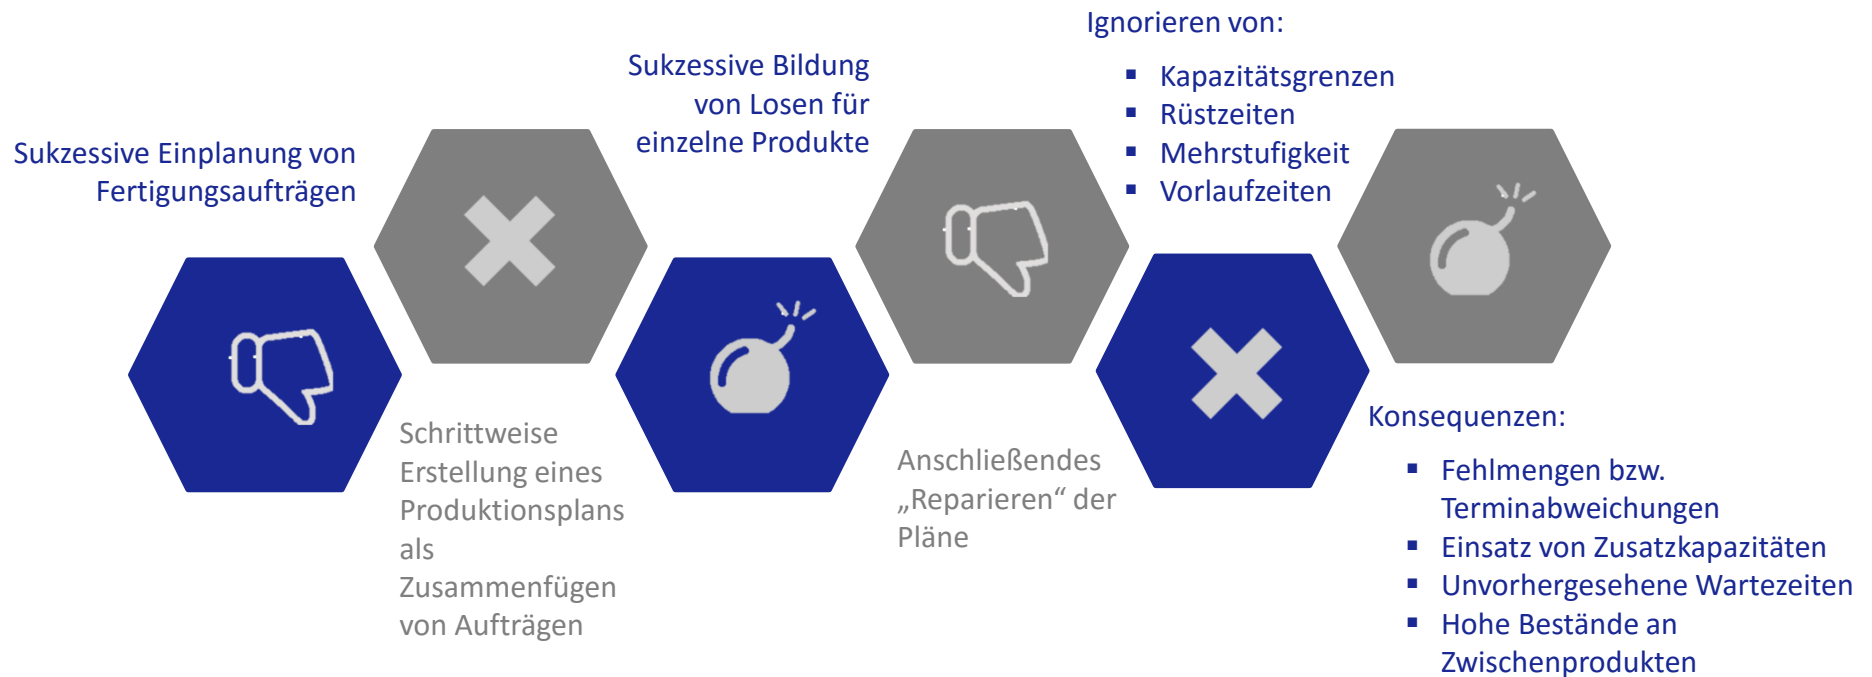 Sukzessive Einplanung von
Fertigungsaufträgen
Schrittweise
Erstellung eines
Produktionsplans
als
Zusammenfügen
von Aufträgen
Sukzessive Bildung
von Losen für
einzelne Produkte
Anschließendes
„Reparieren“ der
Pläne
Ignorieren von:
▪ Kapazitätsgrenzen
▪ Rüstzeiten
▪ Mehrstufigkeit
▪ Vorlaufzeiten
Konsequenzen:
▪ Fehlmengen bzw.
Terminabweichungen
▪ Einsatz von Zusatzkapazitäten
▪ Unvorhergesehene Wartezeiten
▪ Hohe Bestände an
Zwischenprodukten